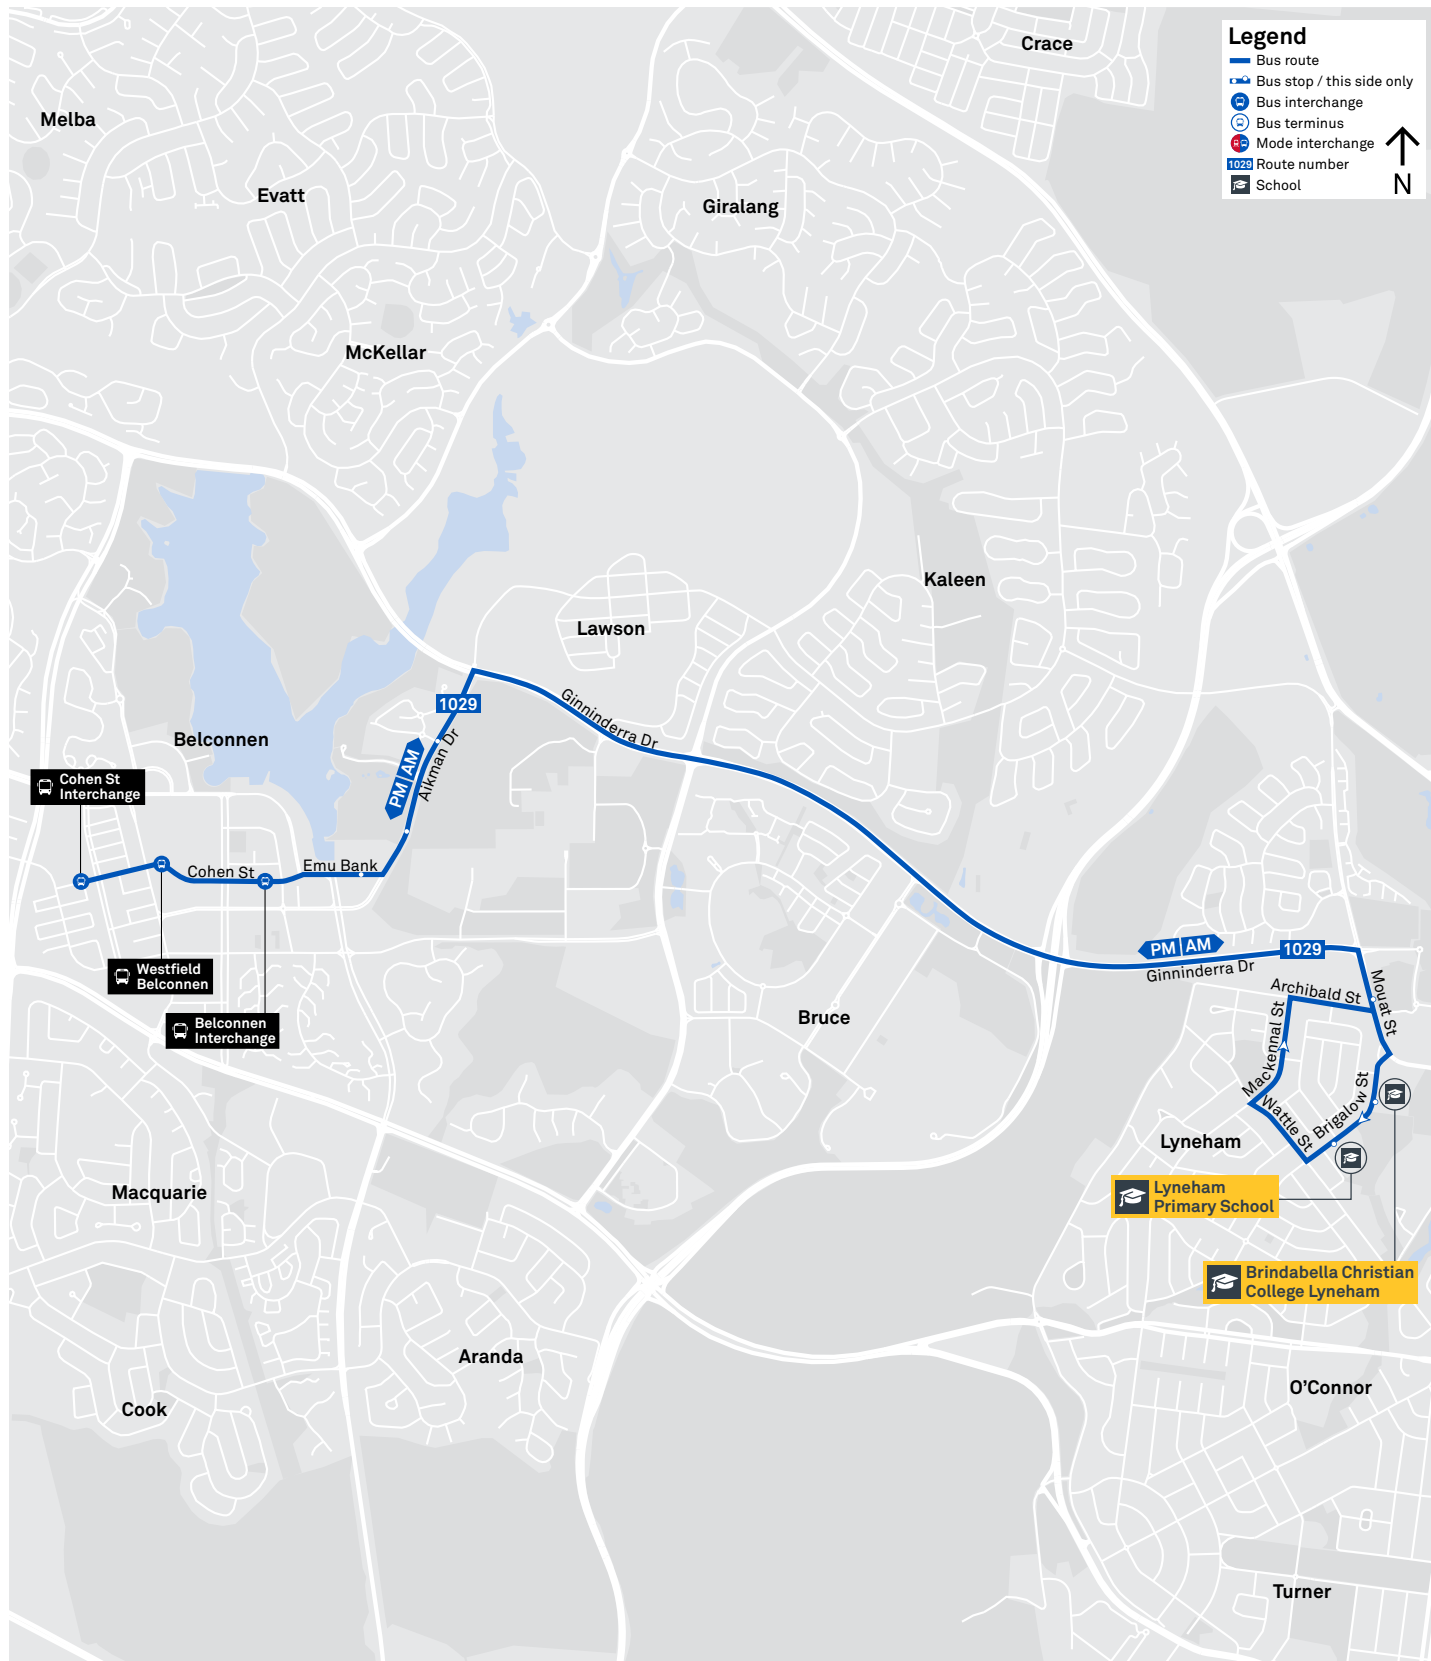 Crace
Legend
Bus route
Bus stop / this side only
Bus interchange
Bus terminus
Mode interchange
1029 Route number
School
N
Melba
Evatt
Giralang
McKellar
Kaleen
Lawson
1029
Ginninderra Dr
Belconnen
PM AM
Aikman Dr
Cohen St
Interchange
Cohen St
Emu Bank
Westfield
Belconnen
Belconnen
Interchange
PM AM
1029
Ginninderra Dr
Mouat St
Archibald St
Mackennal St
Bruce
Wattle St
Brigalow St
Lyneham
Lyneham
Primary School
Macquarie
Brindabella Christian
College Lyneham
Aranda
O'Connor
Cook
Turner